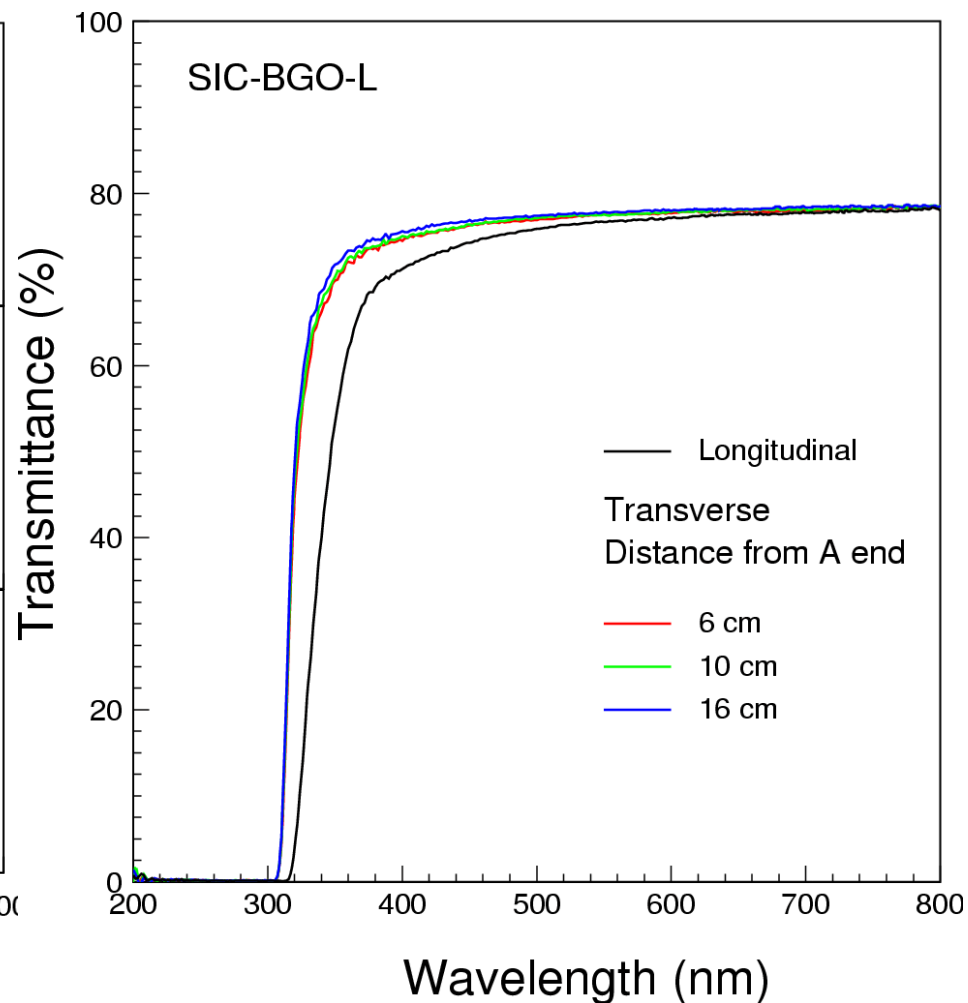 100
SIC-BGO-L
80
60
40
20
0
Transmittance (%)
Longitudinal
Transverse
Distance from A end
6 cm
10 cm
16 cm
200 300 400 500 600 700 800
Wavelength (nm)